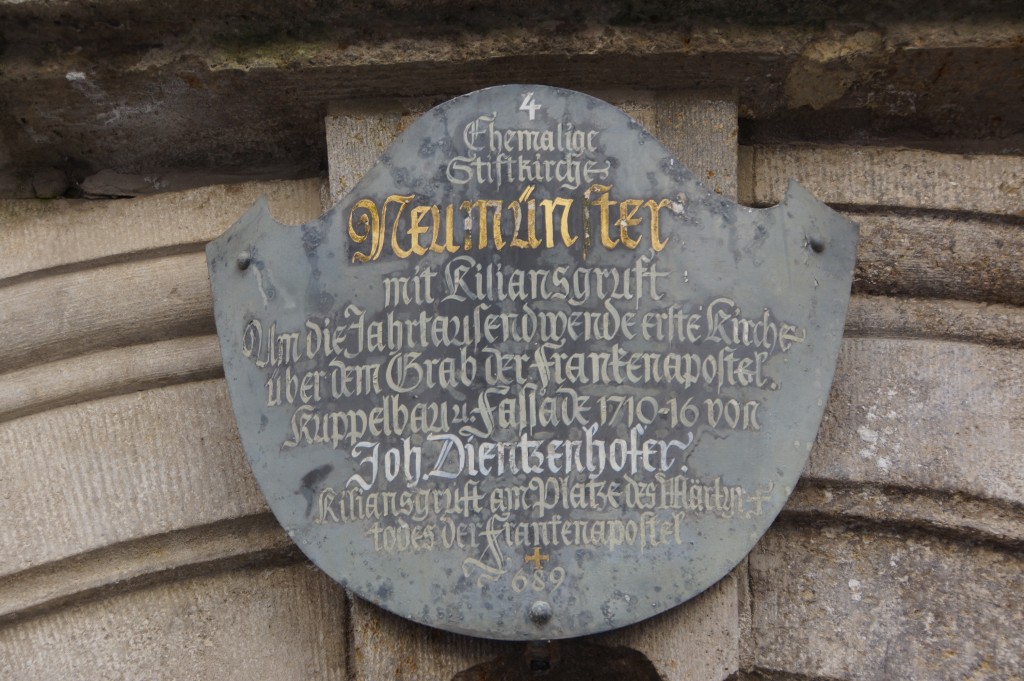 4
Ehemalige
Stiftkirche
Neumünster
mit Kiliansgruft
Um die Jahrtausendwende erste Kirche
über dem Grab der Frankenapostel.
Kuppelbau u. Fassade 1710-16 von
Joh. Dientzenhofer.
Kiliansgruft am Platze des Märtyr-
todes der Frankenapostel
689